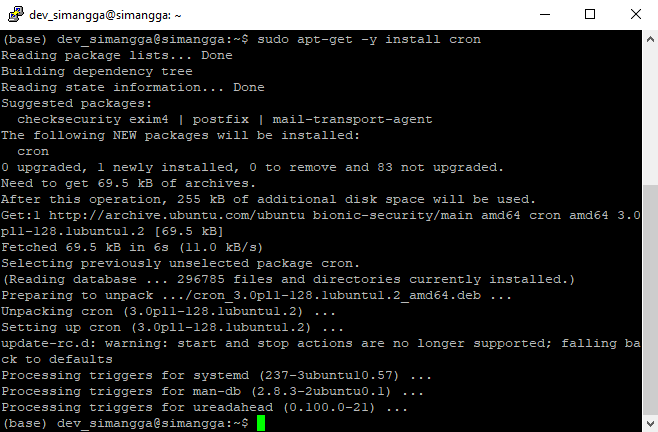 dev_simangga@simangga: ~
(base) dev_simangga@simangga:~$ sudo apt-get -y install cron
Reading package lists... Done
Building dependency tree
Reading state information... Done
Suggested packages:
  checksecurity exim4 | postfix | mail-transport-agent
The following NEW packages will be installed:
  cron
0 upgraded, 1 newly installed, 0 to remove and 83 not upgraded.
Need to get 69.5 kB of archives.
After this operation, 255 kB of additional disk space will be used.
Get:1 http://archive.ubuntu.com/ubuntu bionic-security/main amd64 cron amd64 3.0
pl1-128.1ubuntu1.2 [69.5 kB]
Fetched 69.5 kB in 6s (11.0 kB/s)
Selecting previously unselected package cron.
(Reading database ... 296785 files and directories currently installed.)
Preparing to unpack .../cron_3.0pl1-128.1ubuntu1.2_amd64.deb ...
Unpacking cron (3.0pl1-128.1ubuntu1.2) ...
Setting up cron (3.0pl1-128.1ubuntu1.2) ...
update-rc.d: warning: start and stop actions are no longer supported; falling ba
ck to defaults
Processing triggers for systemd (237-3ubuntu10.57) ...
Processing triggers for man-db (2.8.3-2ubuntu0.1) ...
Processing triggers for ureadahead (0.100.0-21) ...
(base) dev_simangga@simangga:~$